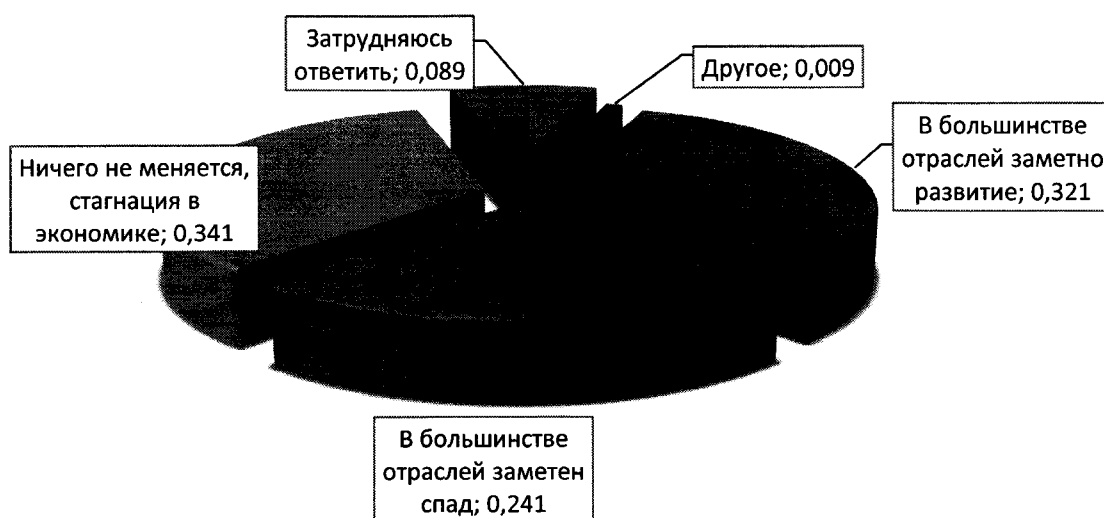 Затрудняюсь
ответить; 0,089
Другое; 0,009
В большинстве
отраслей заметно
развитие; 0,321
Ничего не меняется,
стагнация в
экономике; 0,341
В большинстве
отраслей заметен
спад; 0,241